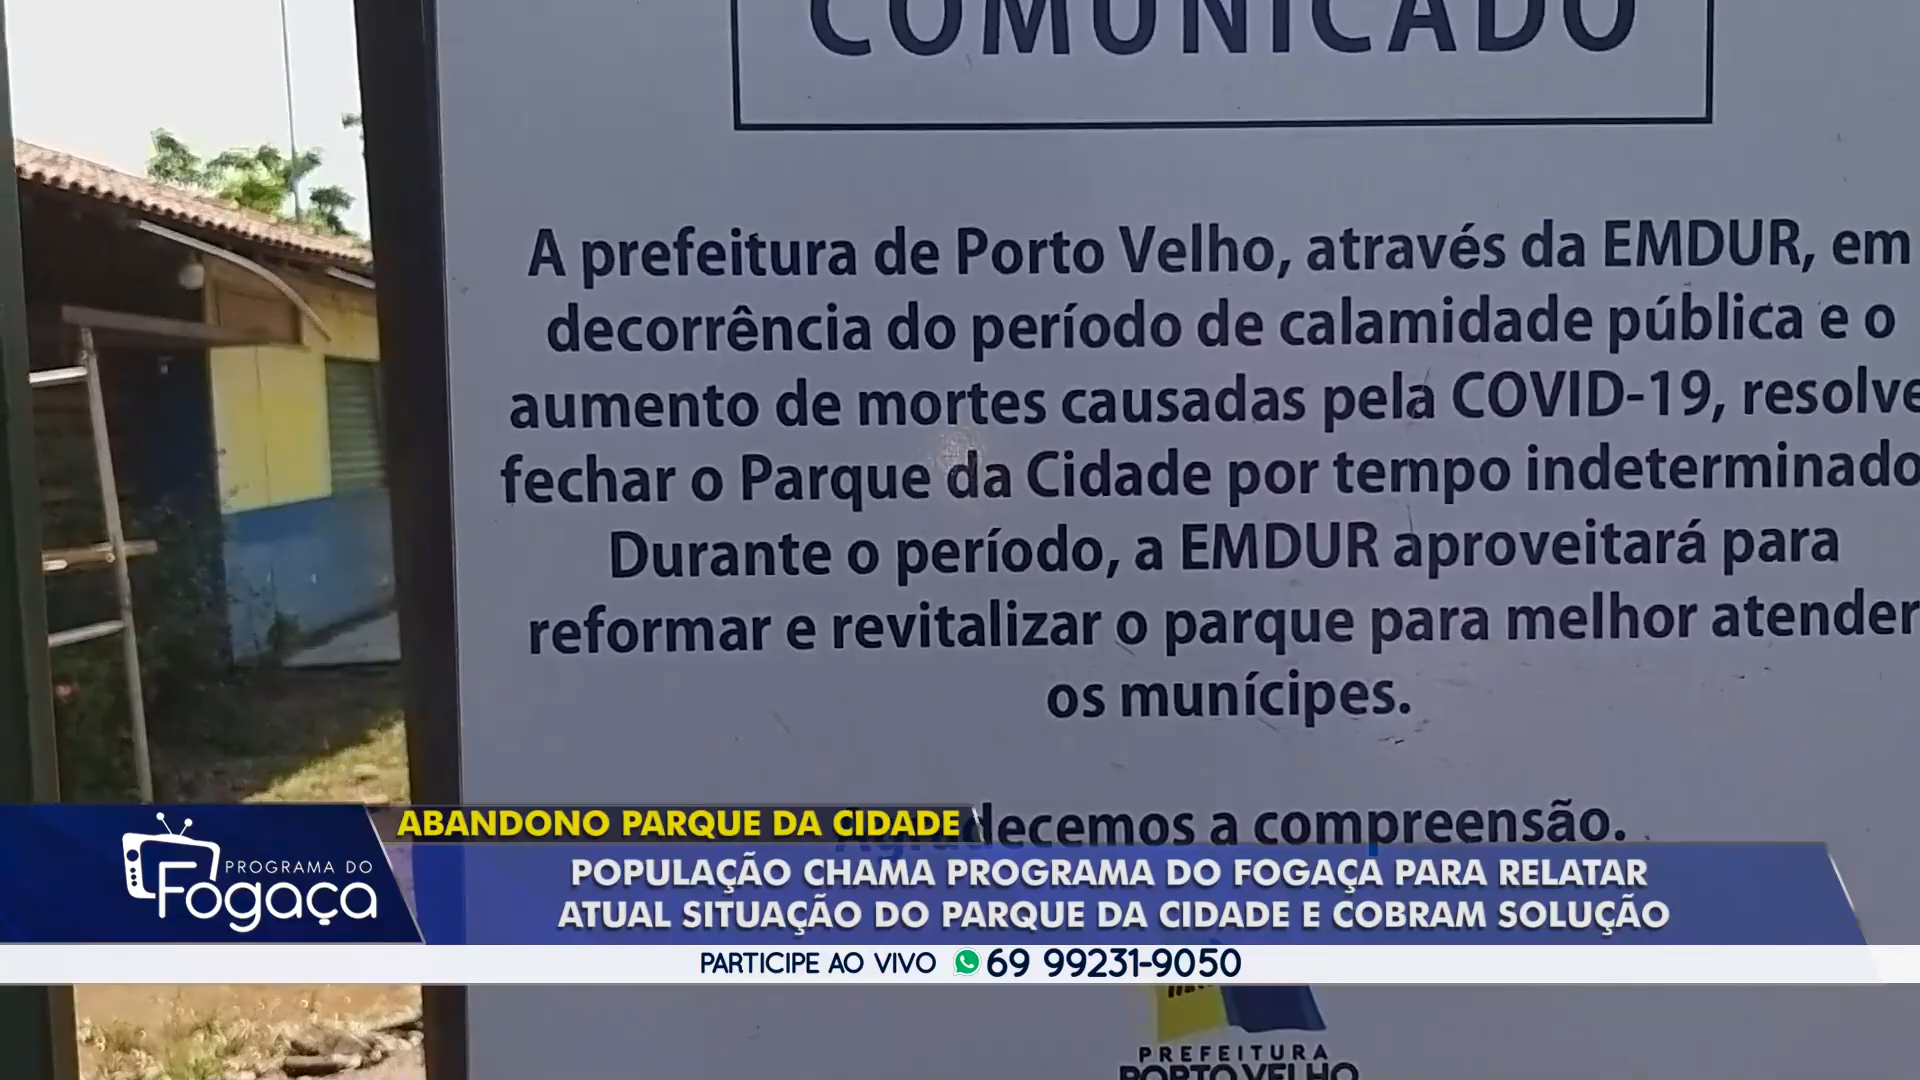 COMUNICADO
A prefeitura de Porto Velho, através da EMDUR, em
decorrência do período de calamidade pública e o
aumento de mortes causadas pela COVID-19, resolve
fechar o Parque da Cidade por tempo indeterminado
Durante o período, a EMDUR aproveitará para
reformar e revitalizar o parque para melhor atender
os munícipes.
Agradecemos a compreensão.
ABANDONO PARQUE DA CIDADE
PROGRAMA DO
Fogaça
POPULAÇÃO CHAMA PROGRAMA DO FOGAÇA PARA RELATAR
ATUAL SITUAÇÃO DO PARQUE DA CIDADE E COBRAM SOLUÇÃO
PARTICIPE AO VIVO 69 99231-9050
PREFEITURA
PORTO VELHO